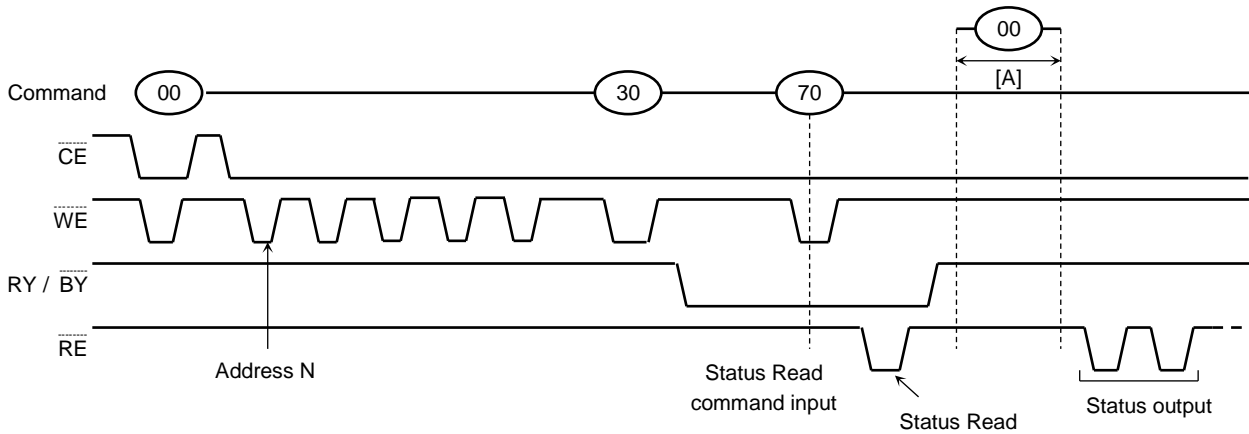 00
[A]
Command 00 30 70
CE
WE
RY / BY
RE
Address N
Status Read
command input
Status Read
Status output